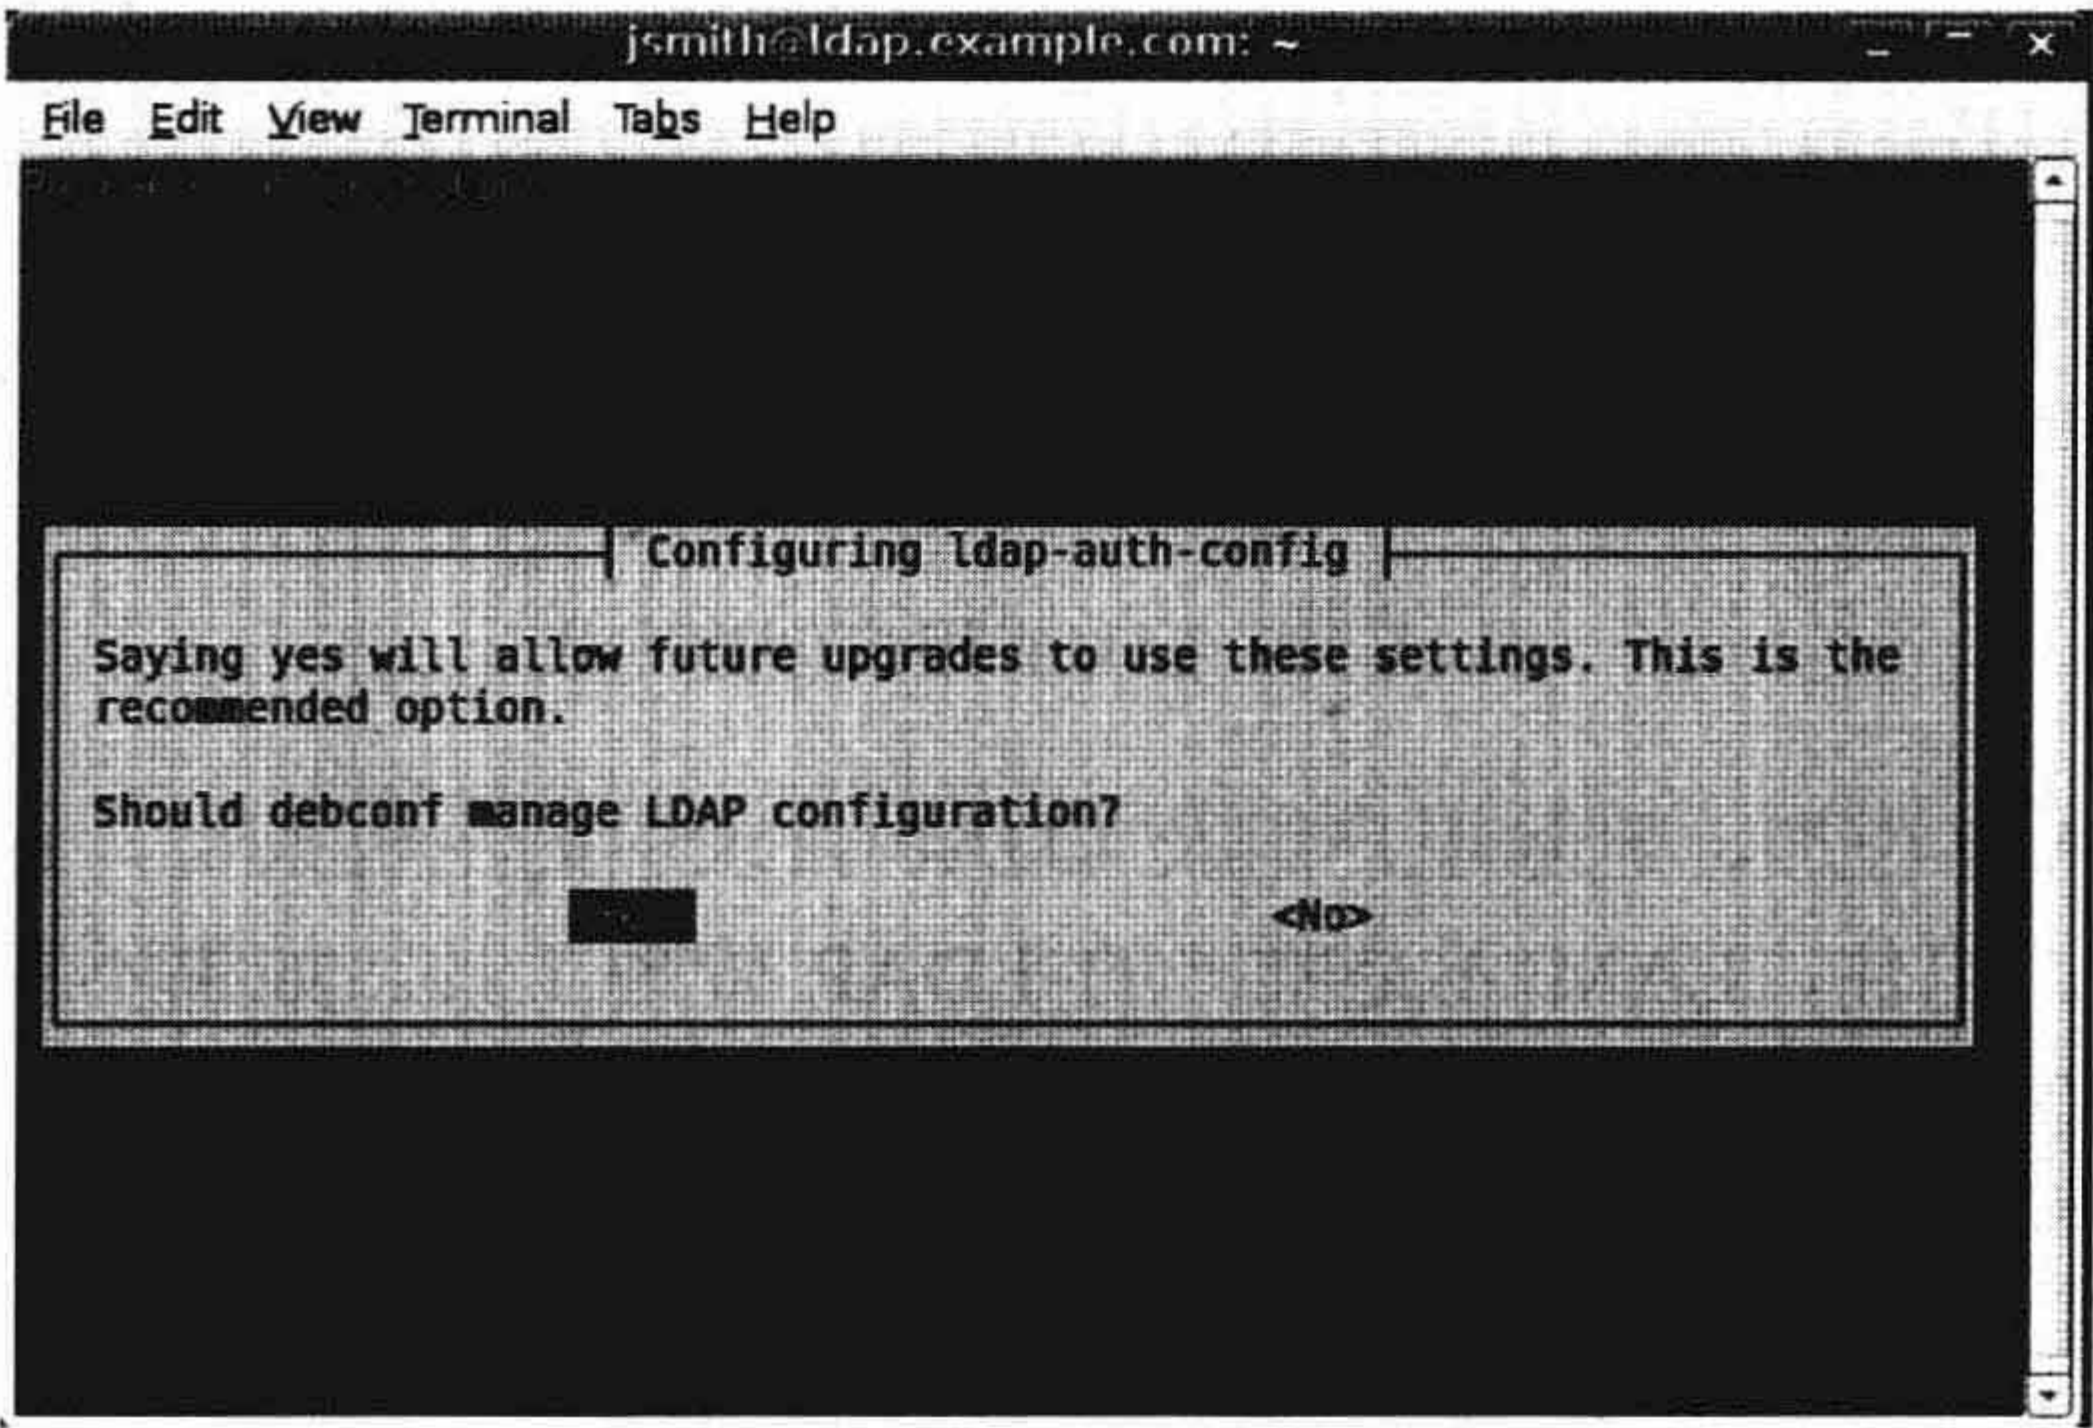 jsmith@ldap.example.com: ~
File Edit View Terminal Tabs Help
Configuring ldap-auth-config
Saying yes will allow future upgrades to use these settings. This is the
recommended option.
Should debconf manage LDAP configuration?
<No>